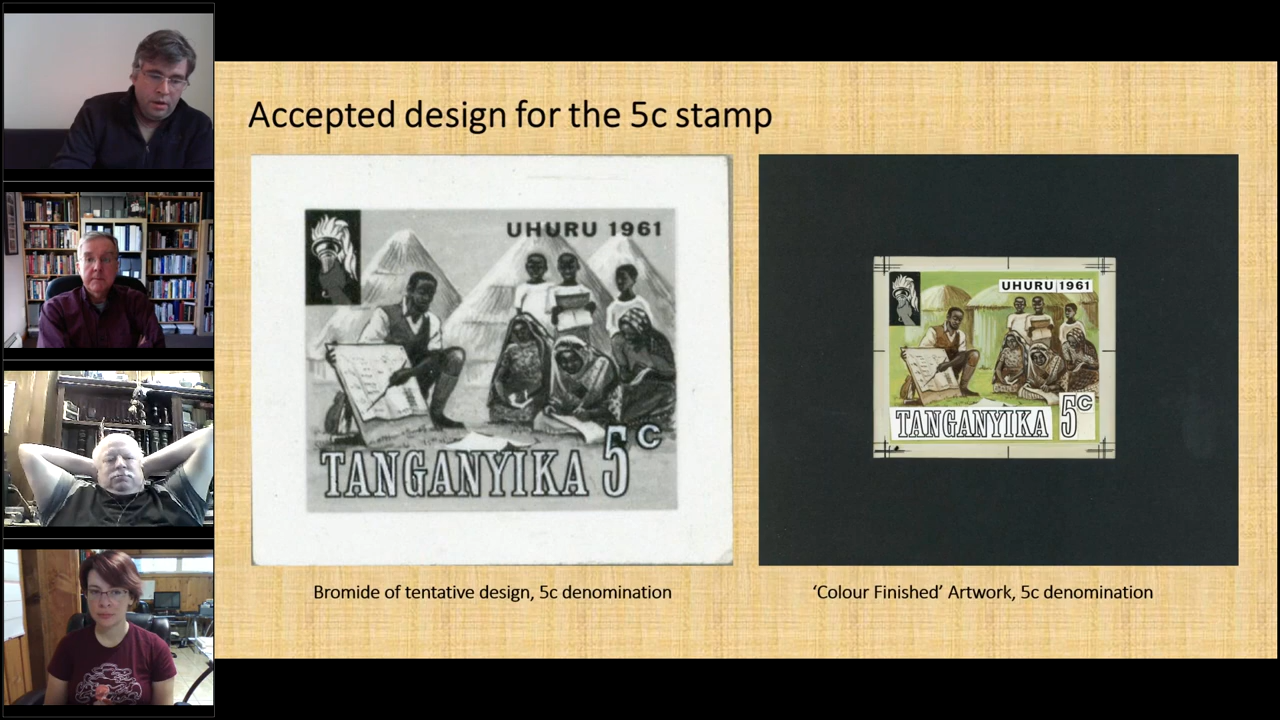 Accepted design for the 5c stamp
UHURU 1961
TANGANYIKA 5c
UHURU 1961
TANGANYIKA 5c
Bromide of tentative design, 5c denomination
‘Colour Finished’ Artwork, 5c denomination